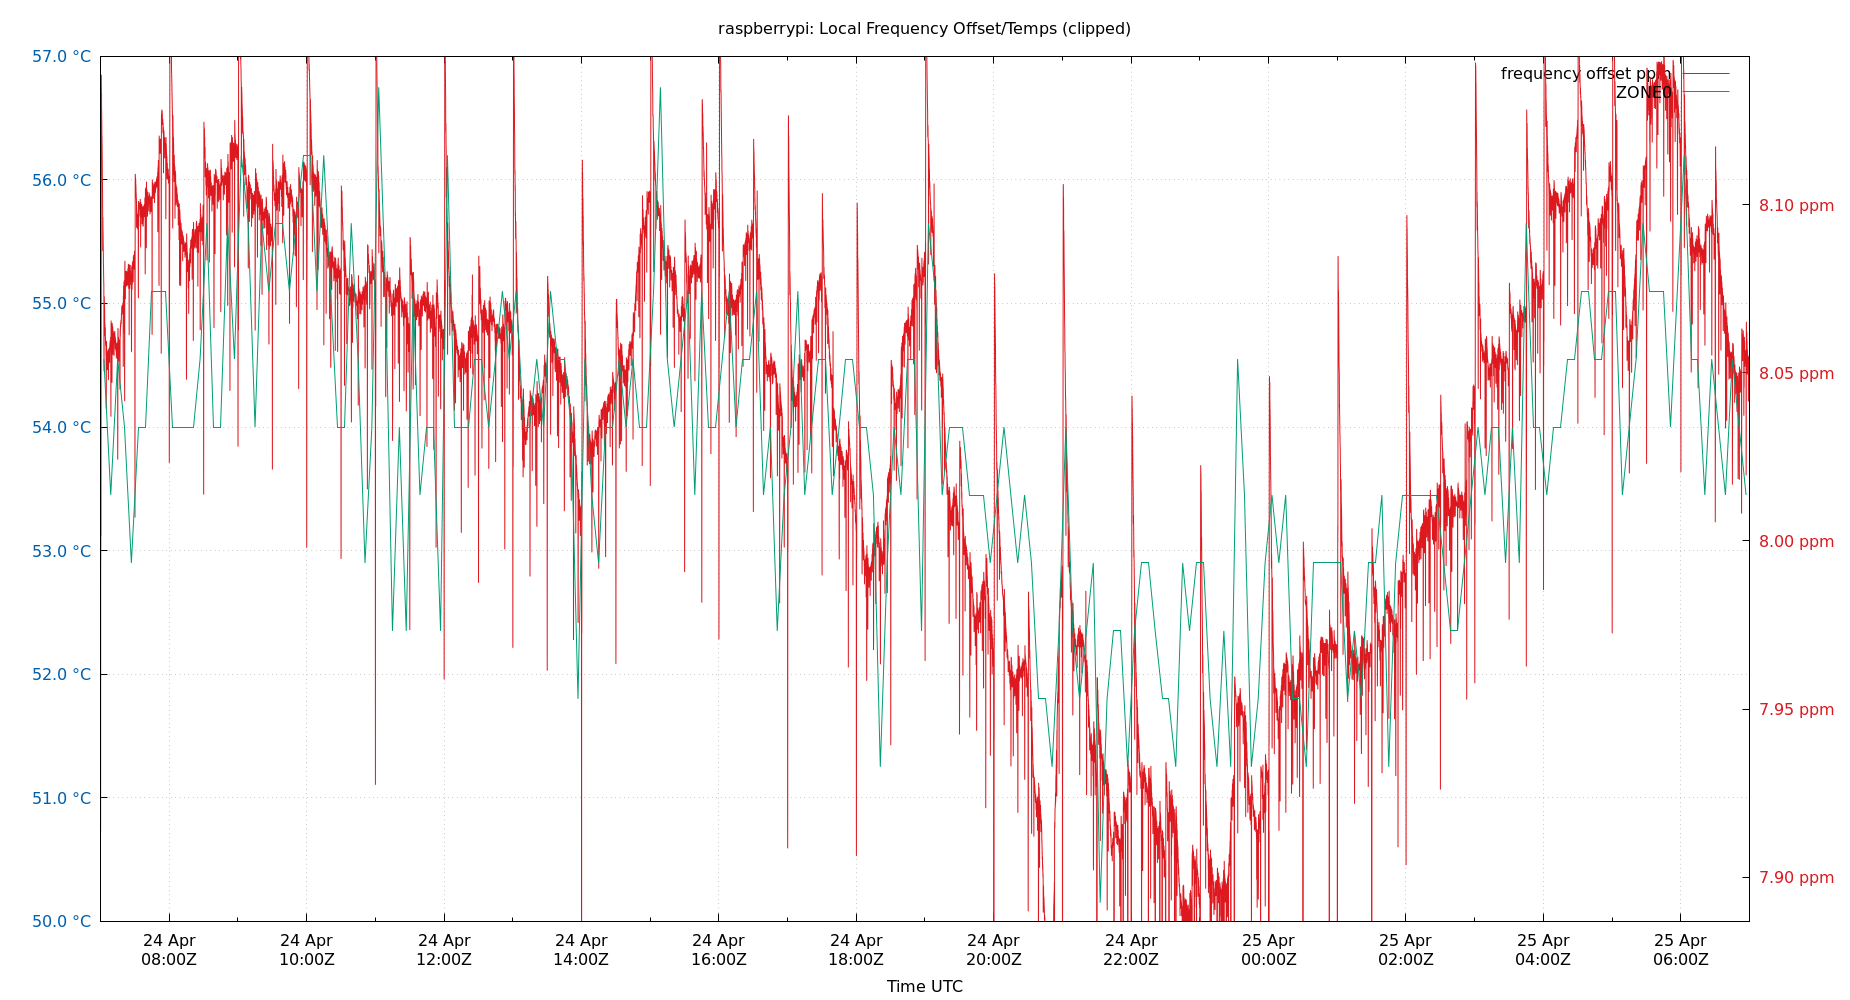 raspberrypi: Local Frequency Offset/Temps (clipped)
57.0 °C
56.0 °C
55.0 °C
54.0 °C
53.0 °C
52.0 °C
51.0 °C
50.0 °C
frequency offset ppm
ZONE0
8.10 ppm
8.05 ppm
8.00 ppm
7.95 ppm
7.90 ppm
24 Apr
08:00Z
24 Apr
10:00Z
24 Apr
12:00Z
24 Apr
14:00Z
24 Apr
16:00Z
24 Apr
18:00Z
24 Apr
20:00Z
24 Apr
22:00Z
25 Apr
00:00Z
25 Apr
02:00Z
25 Apr
04:00Z
25 Apr
06:00Z
Time UTC